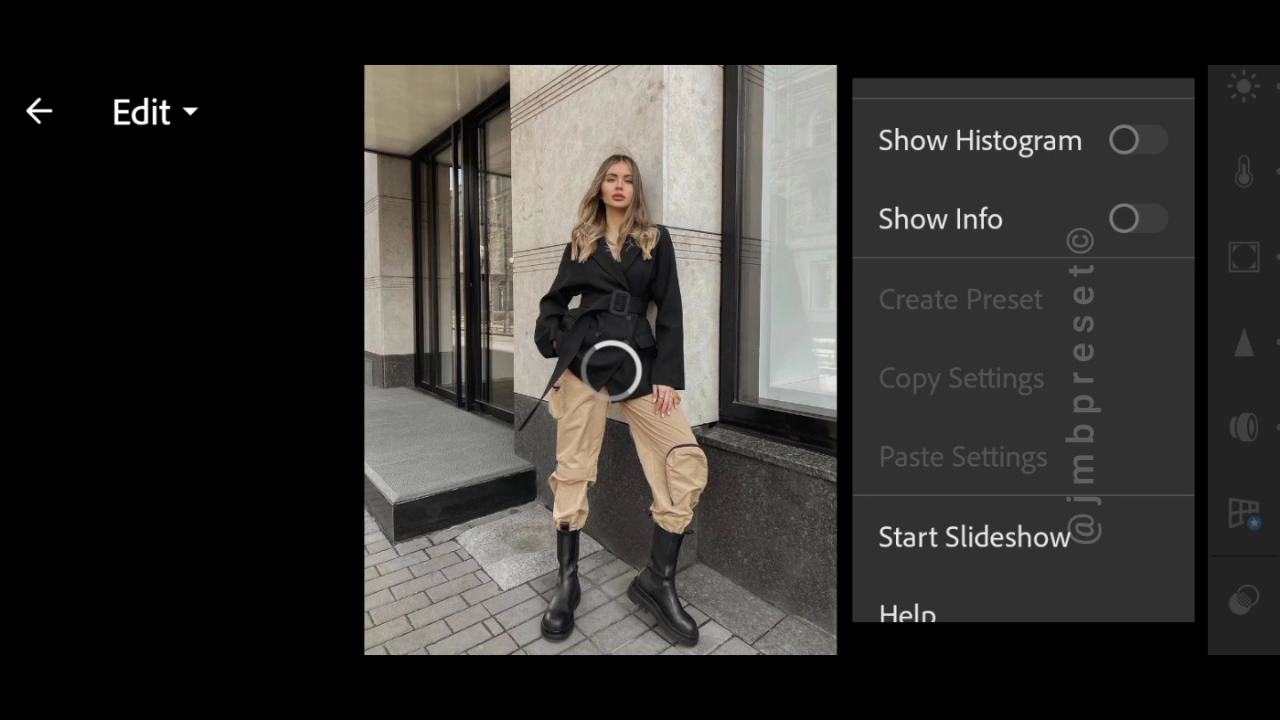 Edit
Show Histogram
Show Info
Create Preset
Copy Settings
Paste Settings
Start Slideshow
Help
@jmbpreset©